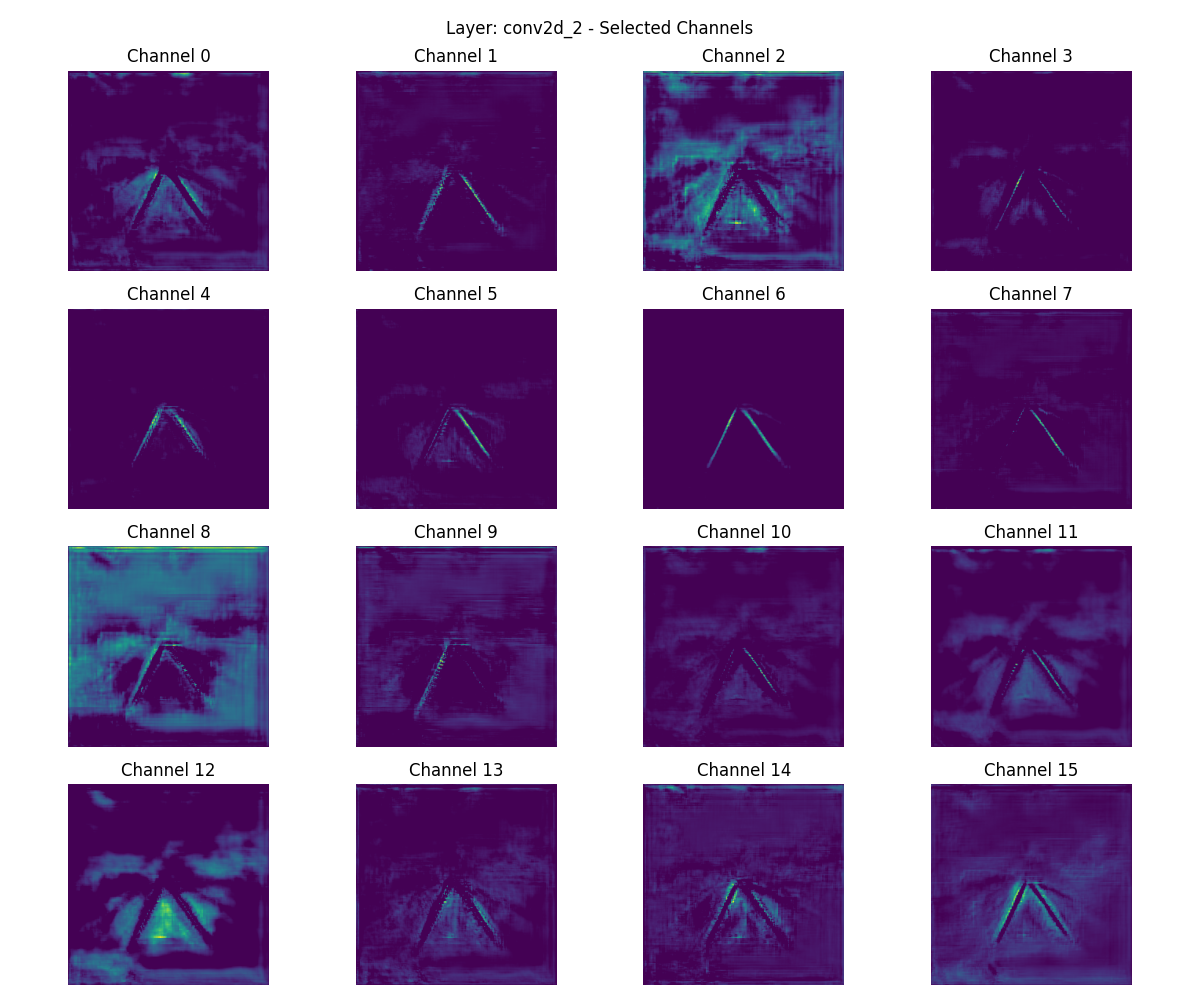 Layer: conv2d_2 - Selected Channels
Channel 0
Channel 1
Channel 2
Channel 3
Channel 4
Channel 5
Channel 6
Channel 7
Channel 8
Channel 9
Channel 10
Channel 11
Channel 12
Channel 13
Channel 14
Channel 15